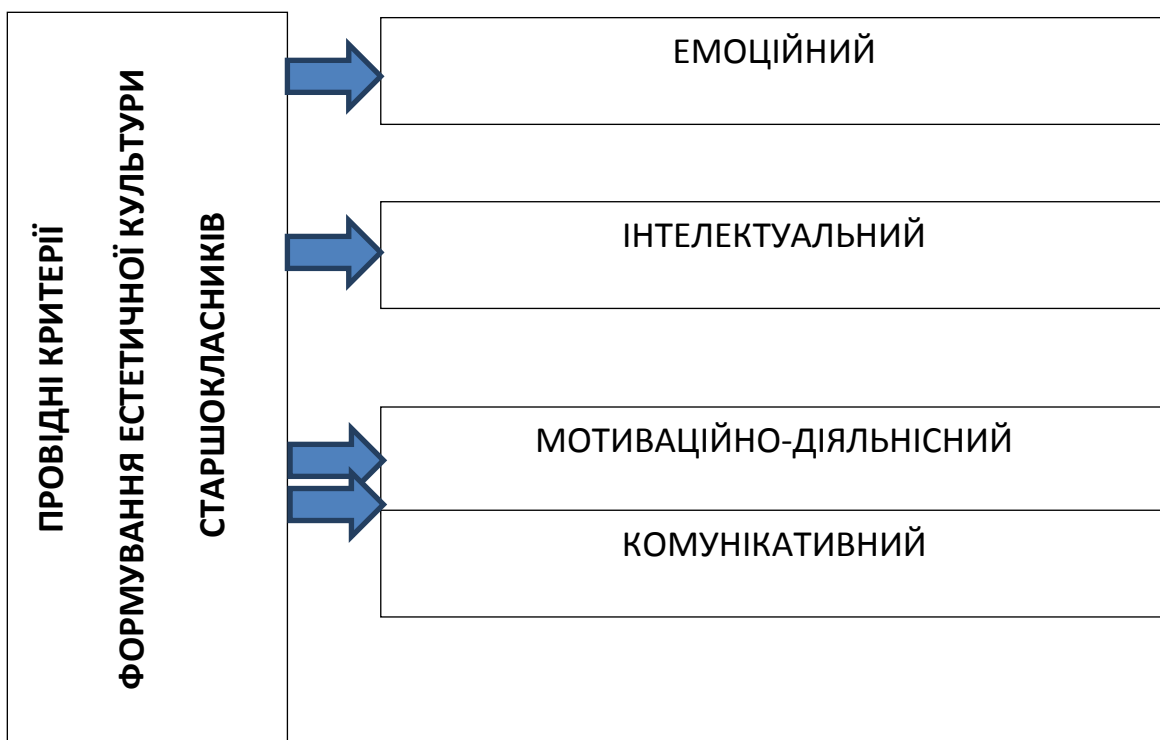 ПРОВІДНІ КРИТЕРІЇ
ФОРМУВАННЯ ЕСТЕТИЧНОЇ КУЛЬТУРИ
СТАРШОКЛАСНИКІВ
ЕМОЦІЙНИЙ
ІНТЕЛЕКТУАЛЬНИЙ
МОТИВАЦІЙНО-ДІЯЛЬНІСНИЙ
КОМУНІКАТИВНИЙ